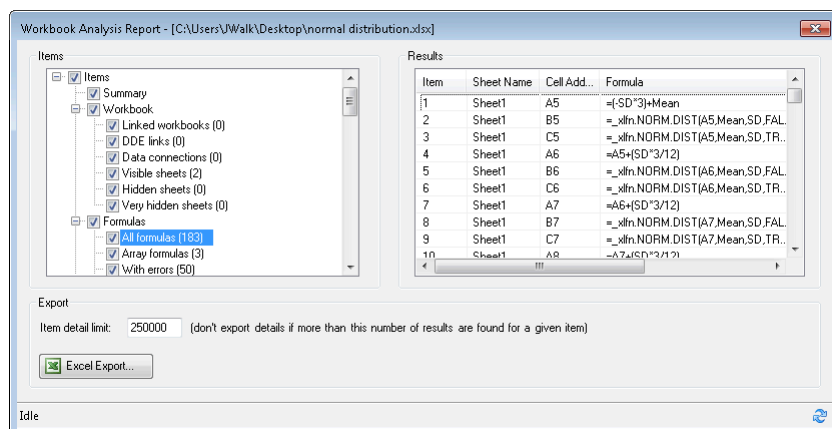 Workbook Analysis Report - [C:\Users\JWalk\Desktop\normal distribution.xlsx]
Items
Items
Summary
Workbook
Linked workbooks (0)
DDE links (0)
Data connections (0)
Visible sheets (2)
Hidden sheets (0)
Very hidden sheets (0)
Formulas
All formulas (183)
Array formulas (3)
With errors (50)
Results
Item Sheet Name Cell Add... Formula
1 Sheet1 A5 =(-SD*3)+Mean
2 Sheet1 B5 =_xlfn.NORM.DIST(A5,Mean,SD,FAL.
3 Sheet1 C5 =_xlfn.NORM.DIST(A5,Mean,SD,TR..
4 Sheet1 A6 =A5+(SD*3/12)
5 Sheet1 B6 =_xlfn.NORM.DIST(A6,Mean,SD,FAL.
6 Sheet1 C6 =_xlfn.NORM.DIST(A6,Mean,SD,TR..
7 Sheet1 A7 =A6+(SD*3/12)
8 Sheet1 B7 =_xlfn.NORM.DIST(A7,Mean,SD,FAL.
9 Sheet1 C7 =_xlfn.NORM.DIST(A7,Mean,SD,TR..
10 Sheet1 A8 =A7+(SD*3/12)
Export
Item detail limit: 250000 (don't export details if more than this number of results are found for a given item)
Excel Export...
Idle